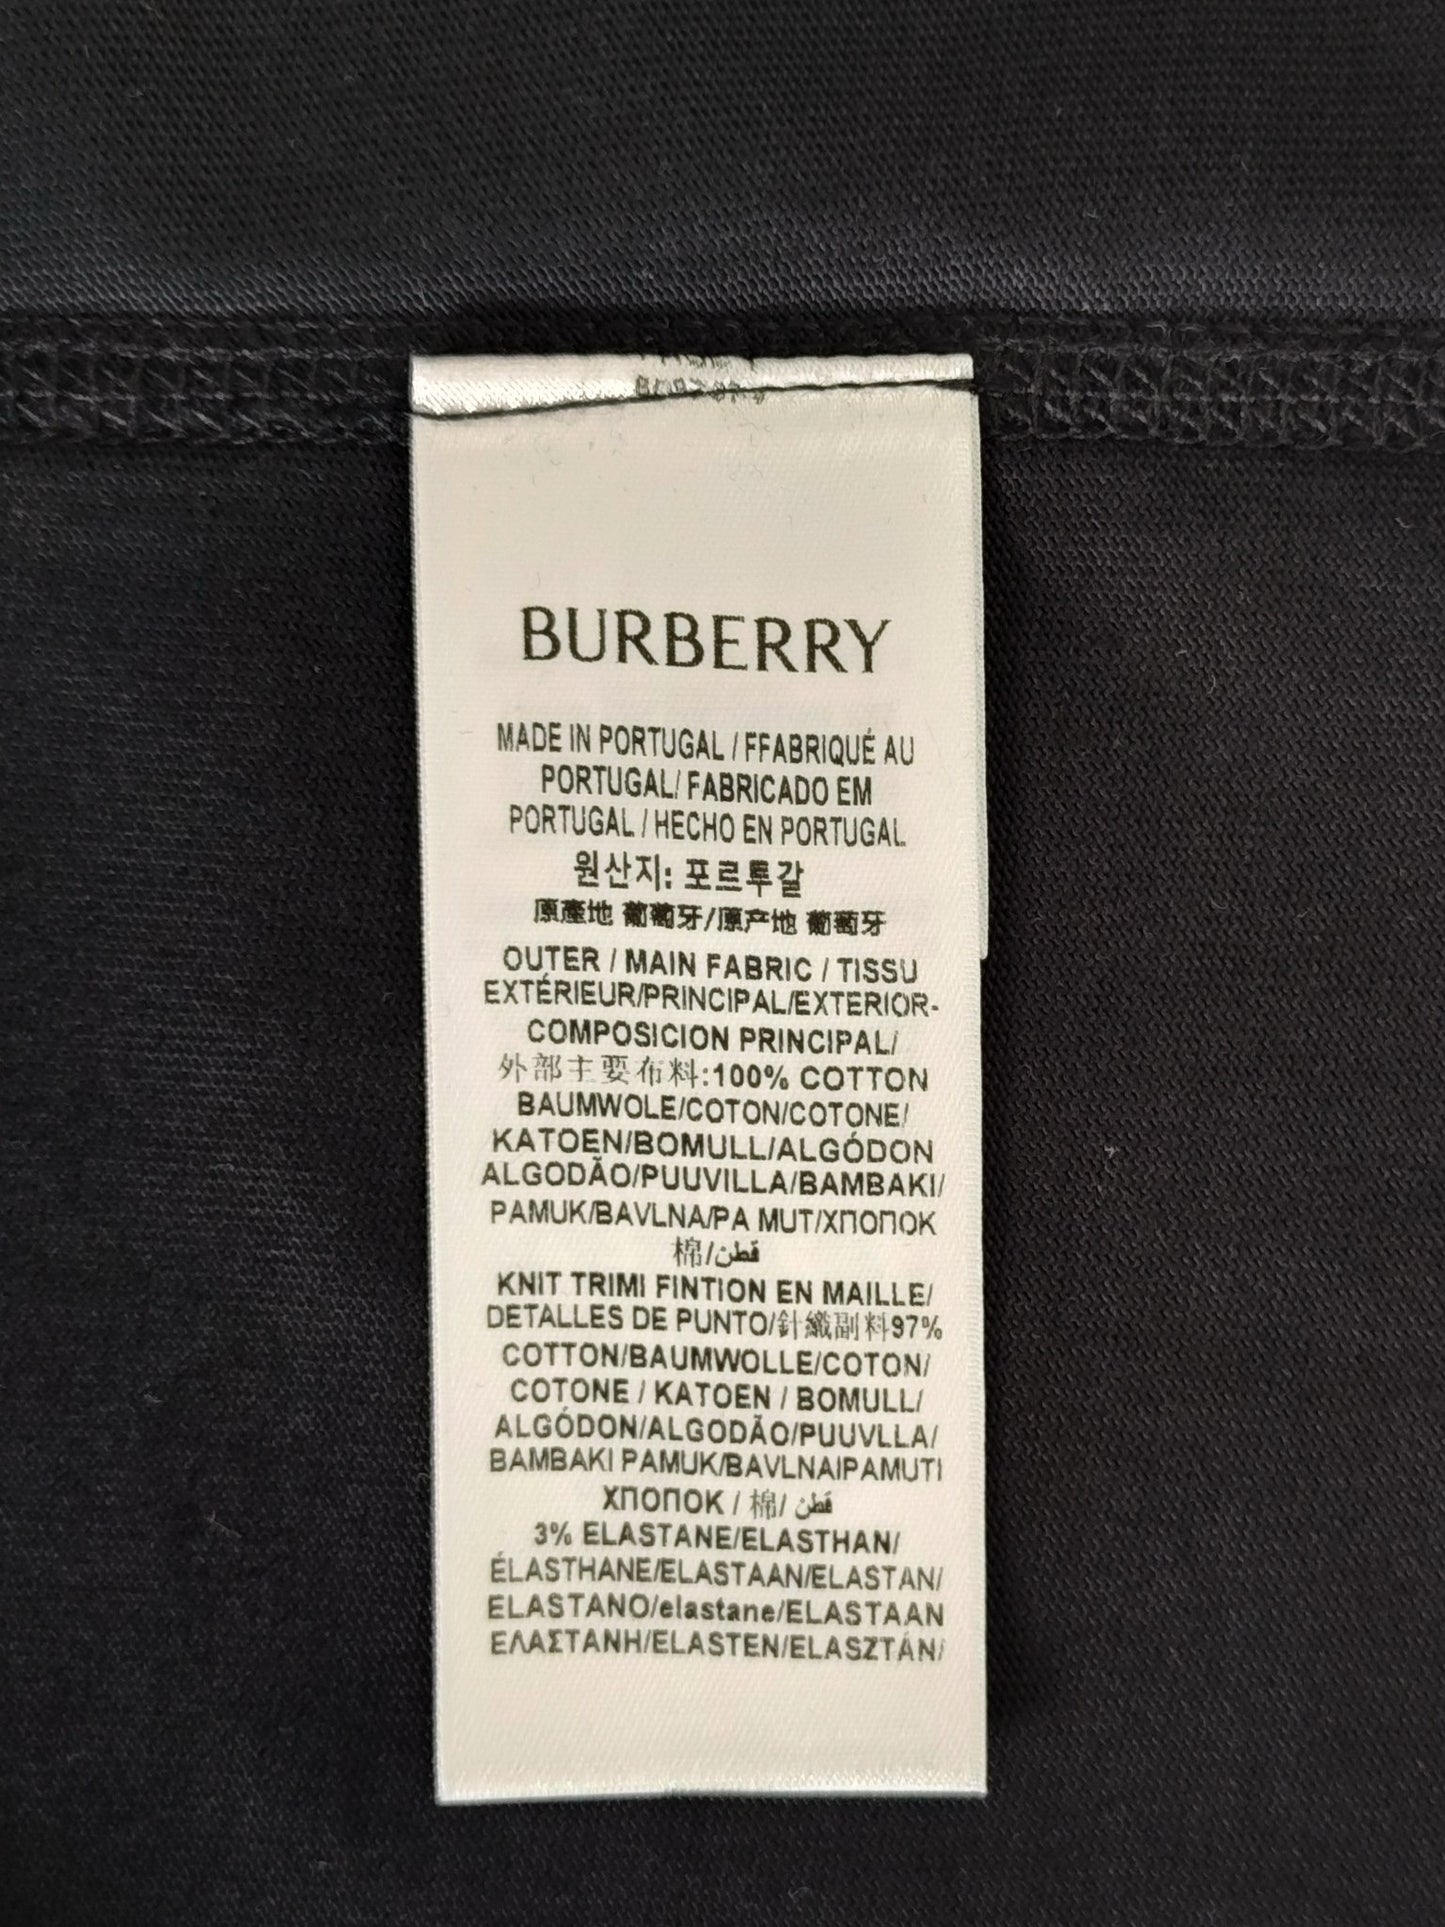 BURBERRY
MADE IN PORTUGAL / FFABRIQUÉ AU
PORTUGAL/ FABRICADO EM
PORTUGAL / HECHO EN PORTUGAL
원산지: 포르투갈
原產地 葡萄牙/原产地 葡萄牙
OUTER / MAIN FABRIC / TISSU
EXTÉRIEUR/PRINCIPAL/EXTERIOR-
COMPOSICION PRINCIPAL/
外部主要布料:100% COTTON
BAUMWOLE/COTON/COTONE/
KATOEN/BOMULL/ALGÓDON
ALGODÃO/PUUVILLA/BAMBAKI/
PAMUK/BAVLNA/PA MUT/ХПОПОК
棉/قطن
KNIT TRIMI FINTION EN MAILLE/
DETALLES DE PUNTO/針織副料97%
COTTON/BAUMWOLLE/COTON/
COTONE / KATOEN / BOMULL/
ALGÓDON/ALGODÃO/PUUVLLA/
BAMBAKI PAMUK/BAVLNAIPAMUTI
ХПОПОК / 棉/ قطن
3% ELASTANE/ELASTHAN/
ÉLASTHANE/ELASTAAN/ELASTAN/
ELASTANO/elastane/ELASTAAN
ΕΛΑΣΤΑΝΗ/ELASTEN/ELASZTÁN/